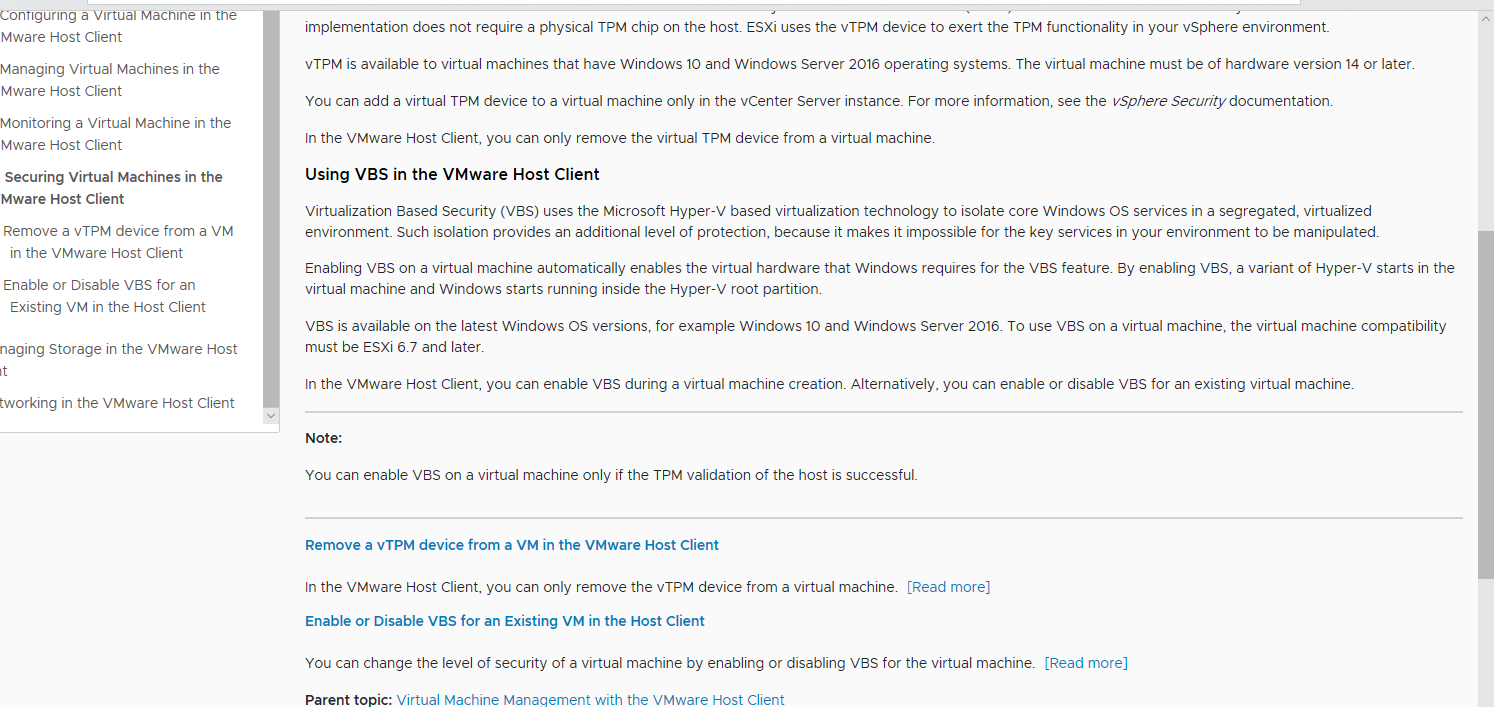 Configuring a Virtual Machine in the
Mware Host Client
Managing Virtual Machines in the
Mware Host Client
Monitoring a Virtual Machine in the
Mware Host Client
Securing Virtual Machines in the
Mware Host Client
Remove a vTPM device from a VM
in the VMware Host Client
Enable or Disable VBS for an
Existing VM in the Host Client
naging Storage in the VMware Host
nt
tworking in the VMware Host Client
implementation does not require a physical TPM chip on the host. ESXi uses the vTPM device to exert the TPM functionality in your vSphere environment.
vTPM is available to virtual machines that have Windows 10 and Windows Server 2016 operating systems. The virtual machine must be of hardware version 14 or later.
You can add a virtual TPM device to a virtual machine only in the vCenter Server instance. For more information, see the vSphere Security documentation.
In the VMware Host Client, you can only remove the virtual TPM device from a virtual machine.
Using VBS in the VMware Host Client
Virtualization Based Security (VBS) uses the Microsoft Hyper-V based virtualization technology to isolate core Windows OS services in a segregated, virtualized
environment. Such isolation provides an additional level of protection, because it makes it impossible for the key services in your environment to be manipulated.
Enabling VBS on a virtual machine automatically enables the virtual hardware that Windows requires for the VBS feature. By enabling VBS, a variant of Hyper-V starts in the
virtual machine and Windows starts running inside the Hyper-V root partition.
VBS is available on the latest Windows OS versions, for example Windows 10 and Windows Server 2016. To use VBS on a virtual machine, the virtual machine compatibility
must be ESXi 6.7 and later.
In the VMware Host Client, you can enable VBS during a virtual machine creation. Alternatively, you can enable or disable VBS for an existing virtual machine.
Note:
You can enable VBS on a virtual machine only if the TPM validation of the host is successful.
Remove a vTPM device from a VM in the VMware Host Client
In the VMware Host Client, you can only remove the vTPM device from a virtual machine. [Read more]
Enable or Disable VBS for an Existing VM in the Host Client
You can change the level of security of a virtual machine by enabling or disabling VBS for the virtual machine. [Read more]
Parent topic: Virtual Machine Management with the VMware Host Client